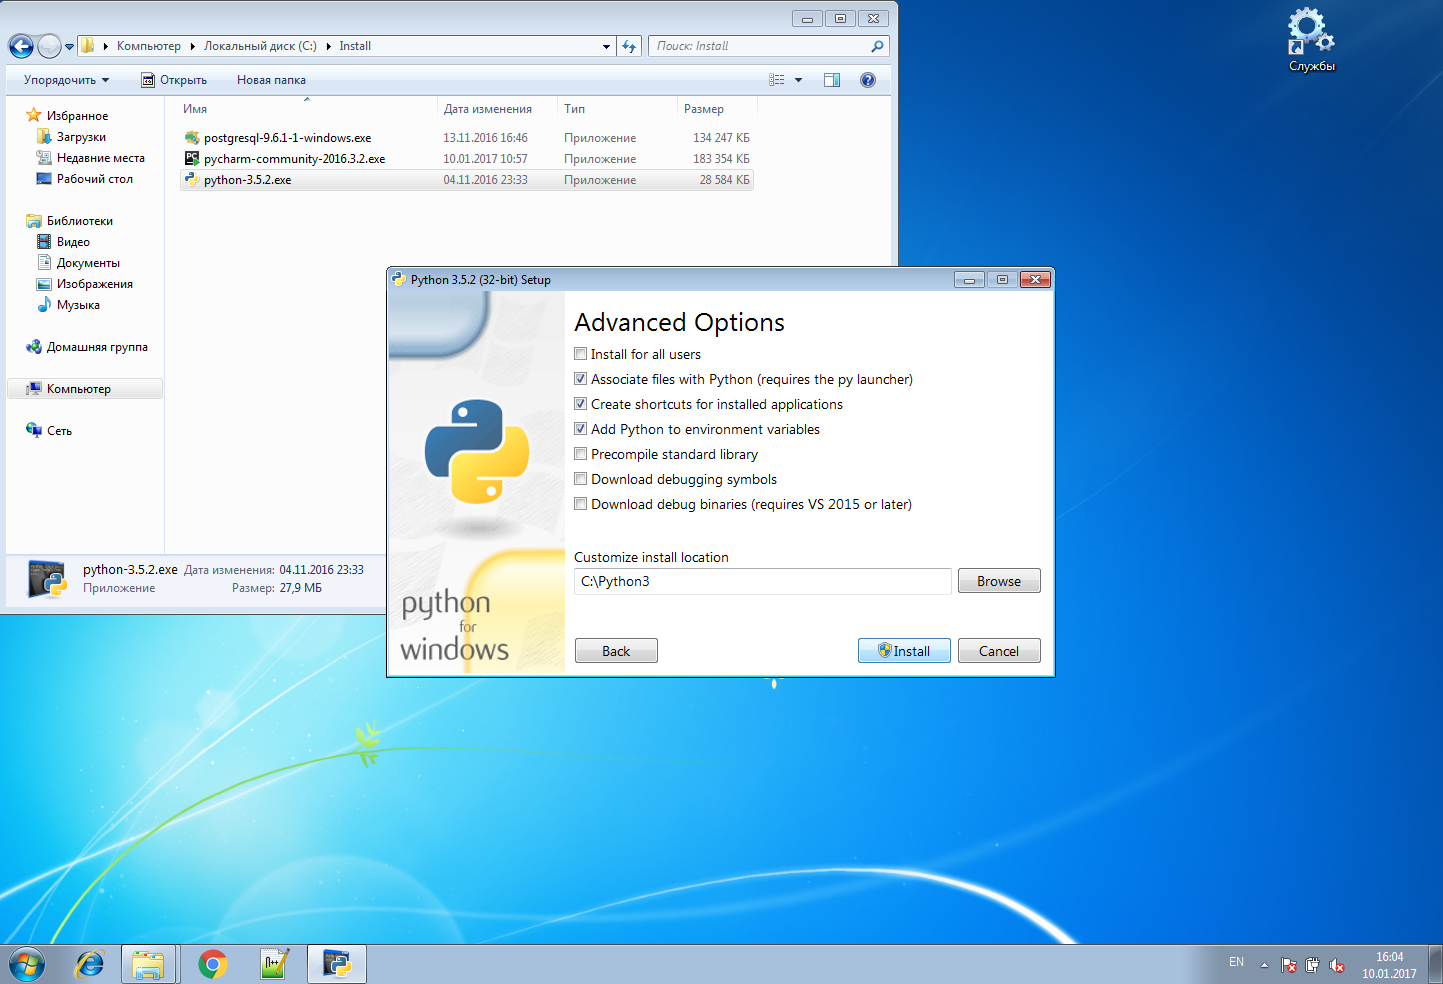 Компьютер ▸ Локальный диск (C:) ▸ Install
Поиск: Install
Упорядочить
Открыть
Новая папка
Избранное
Загрузки
Недавние места
Рабочий стол
Библиотеки
Видео
Документы
Изображения
Музыка
Домашняя группа
Компьютер
Сеть
Имя Дата изменения Тип Размер
postgresql-9.6.1-1-windows.exe 13.11.2016 16:46 Приложение 134 247 КБ
pycharm-community-2016.3.2.exe 10.01.2017 10:57 Приложение 183 354 КБ
python-3.5.2.exe 04.11.2016 23:33 Приложение 28 584 КБ
python-3.5.2.exe Дата изменения: 04.11.2016 23:33
Приложение Размер: 27,9 МБ
Python 3.5.2 (32-bit) Setup
Advanced Options
Install for all users
Associate files with Python (requires the py launcher)
Create shortcuts for installed applications
Add Python to environment variables
Precompile standard library
Download debugging symbols
Download debug binaries (requires VS 2015 or later)
Customize install location
C:\Python3
Browse
Back
Install
Cancel
python
for
windows
Службы
EN
16:04
10.01.2017